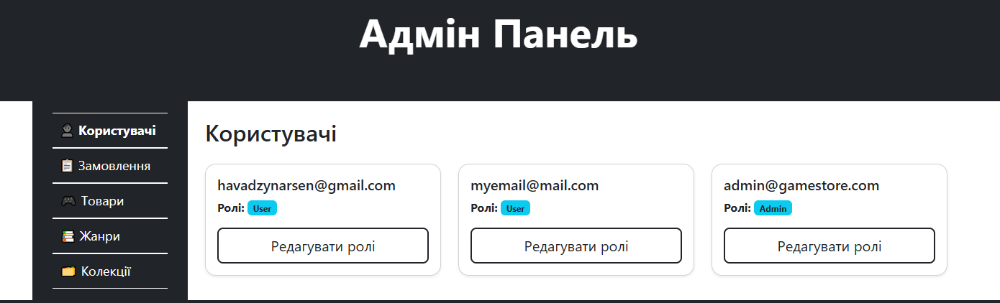 Адмін Панель
Користувачі
Замовлення
Товари
Жанри
Колекції
Користувачі
havadzynarsen@gmail.com
Ролі: User
Редагувати ролі
myemail@mail.com
Ролі: User
Редагувати ролі
admin@gamestore.com
Ролі: Admin
Редагувати ролі